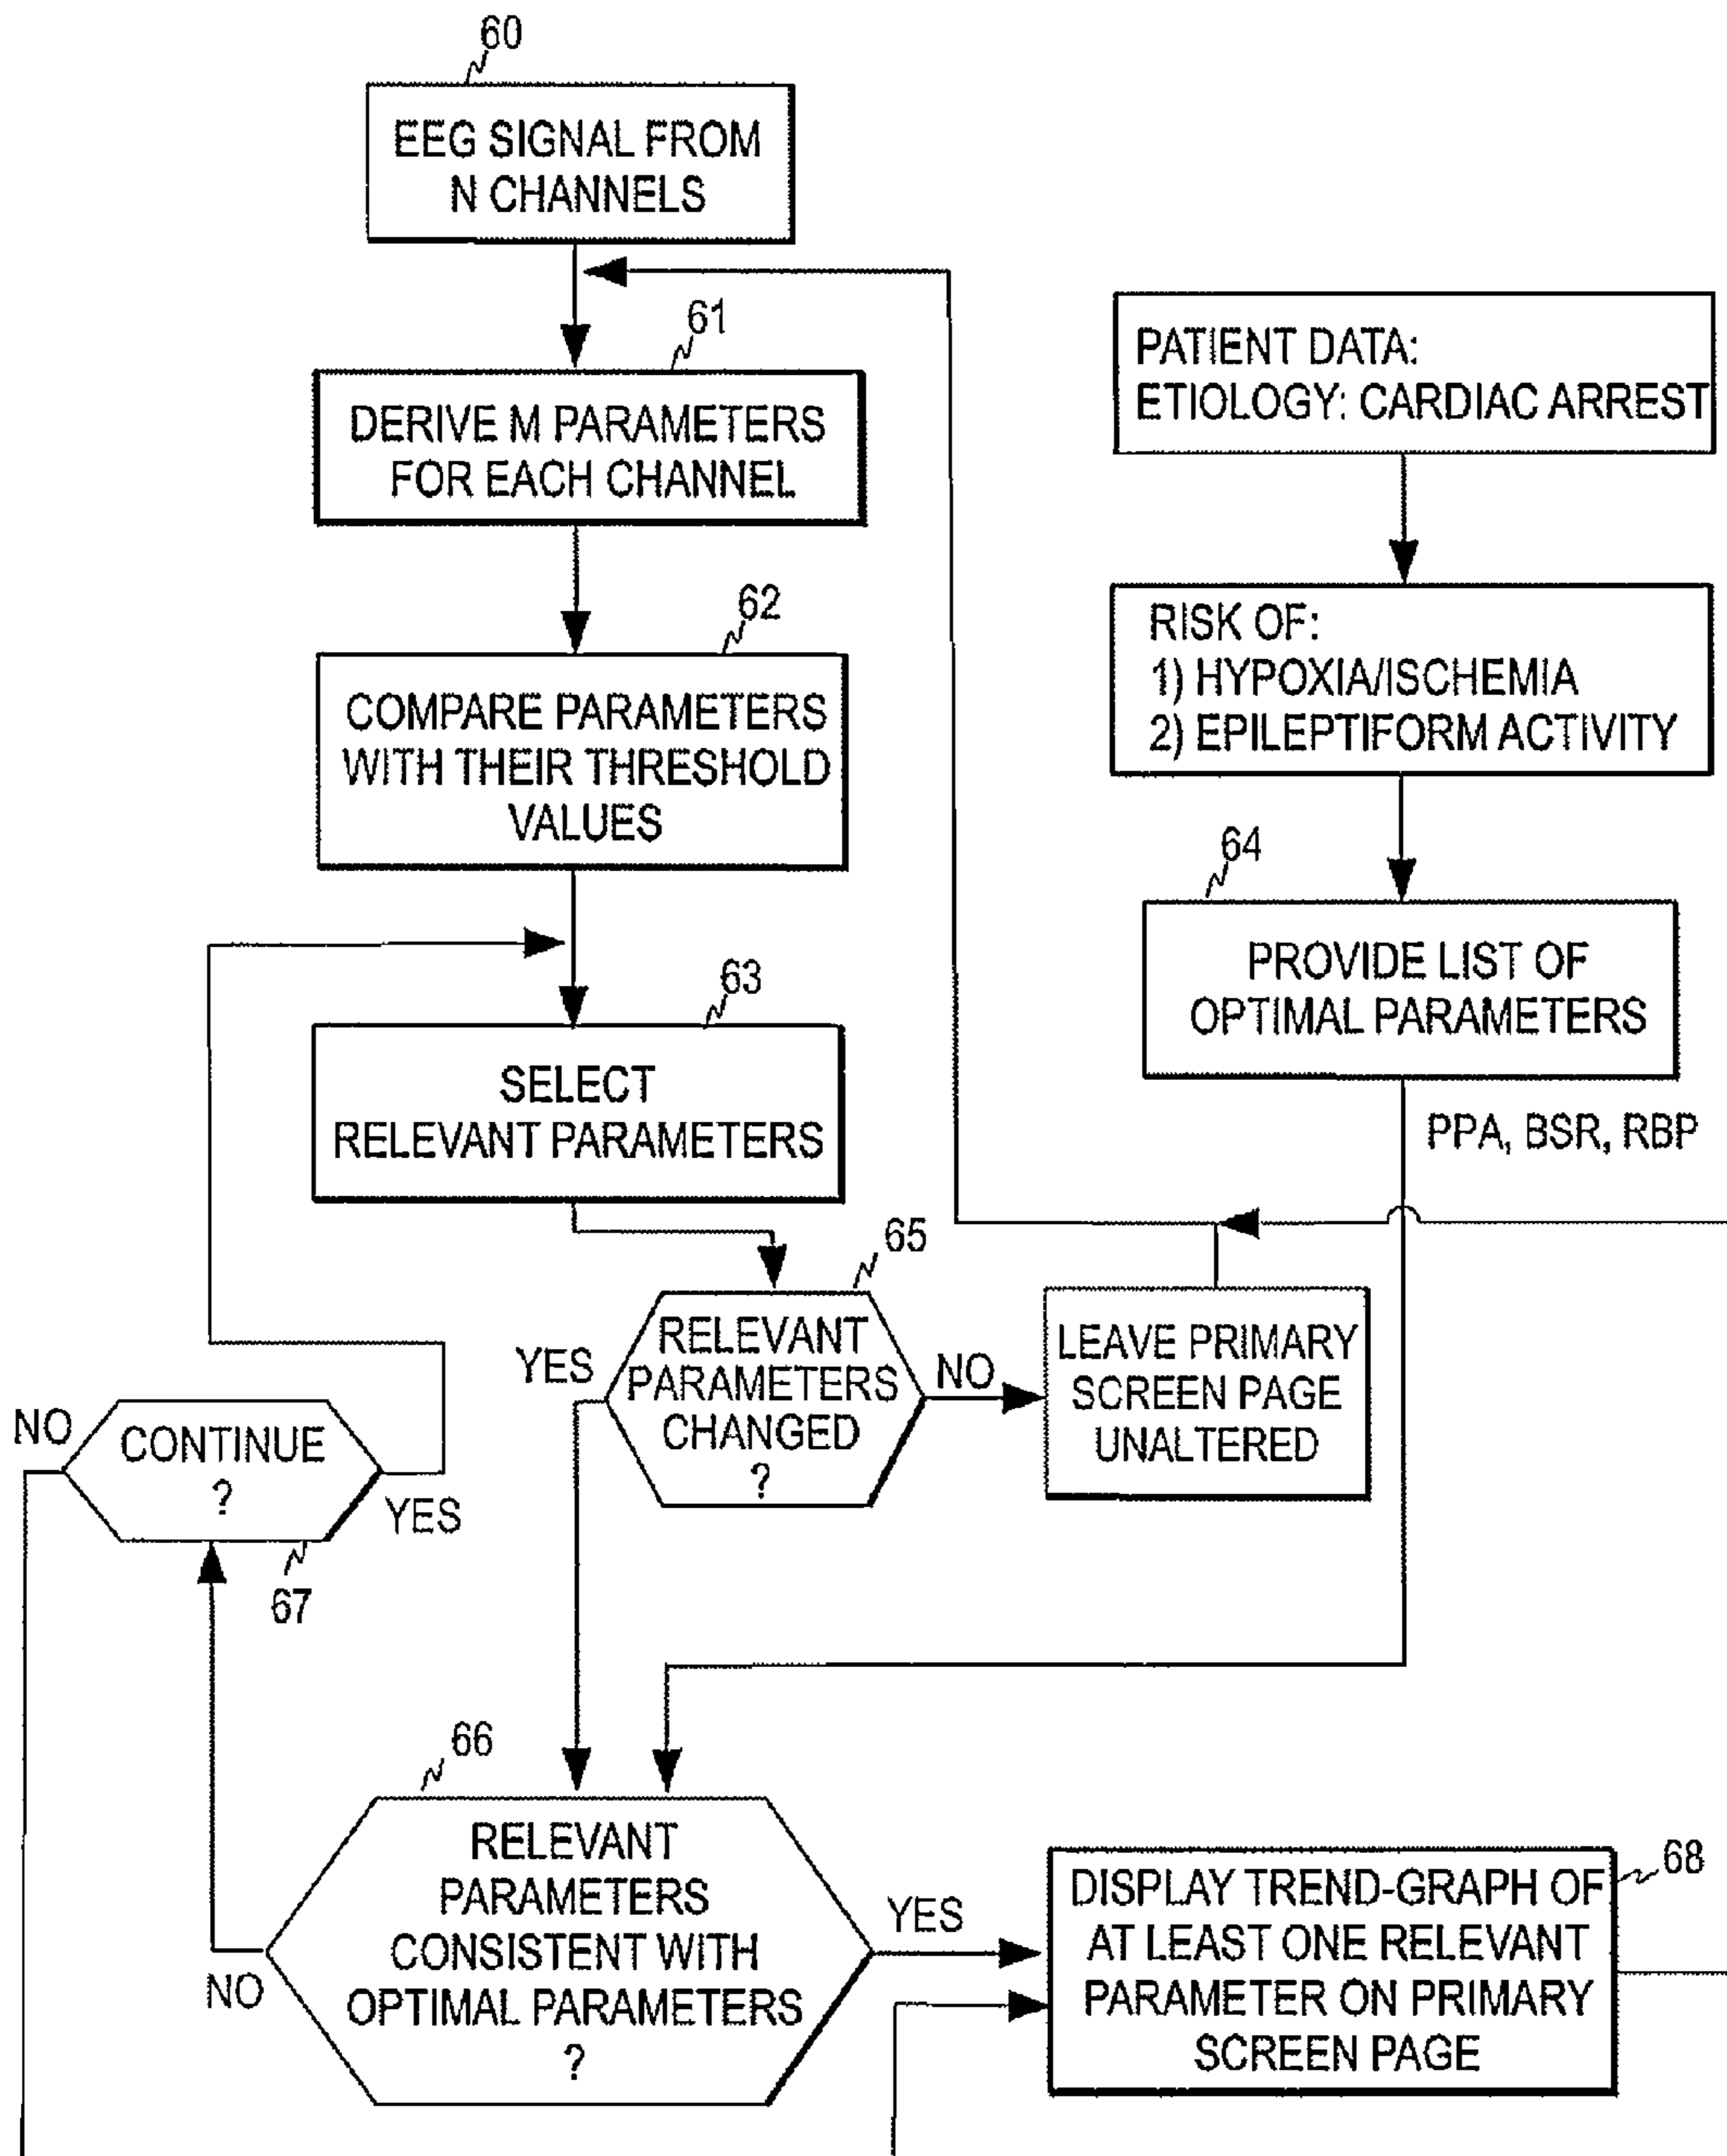 60
EEG SIGNAL FROM
N CHANNELS
61
DERIVE M PARAMETERS
FOR EACH CHANNEL
PATIENT DATA:
ETIOLOGY: CARDIAC ARREST
62
COMPARE PARAMETERS
WITH THEIR THRESHOLD
VALUES
RISK OF:
1) HYPOXIA/ISCHEMIA
2) EPILEPTIFORM ACTIVITY
64
PROVIDE LIST OF
OPTIMAL PARAMETERS
PPA, BSR, RBP
63
SELECT
RELEVANT PARAMETERS
65
RELEVANT
PARAMETERS
CHANGED
?
YES
NO
LEAVE PRIMARY
SCREEN PAGE
UNALTERED
NO
CONTINUE
?
YES
67
66
RELEVANT
PARAMETERS
CONSISTENT WITH
OPTIMAL PARAMETERS
?
NO
YES
68
DISPLAY TREND-GRAPH OF
AT LEAST ONE RELEVANT
PARAMETER ON PRIMARY
SCREEN PAGE